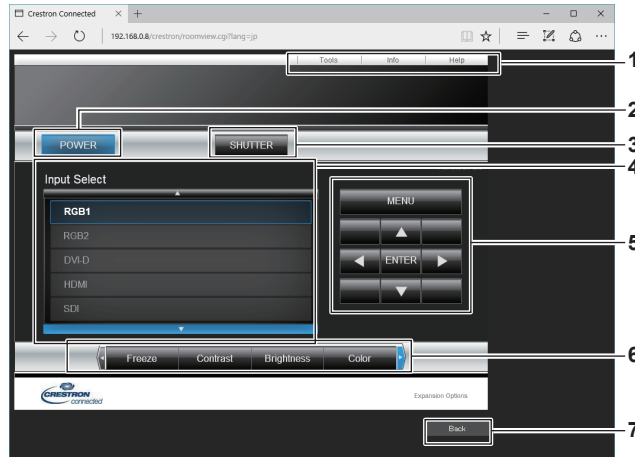 Crestron Connected
192.168.0.8/crestron/roomview.cgi?lang=jp
Tools Info Help
1
2
POWER
SHUTTER
3
4
Input Select
RGB1
RGB2
DVI-D
HDMI
SDI
MENU
ENTER
5
Freeze Contrast Brightness Color
6
CRESTRON
connected
Expansion Options
Back
7